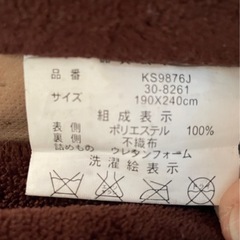 品番 KS9876J
30-8261
サイズ 190X240cm
組成表示
表側 ポリエステル 100%
裏側 不織布
詰めもの ウレタンフォーム
洗濯絵表示